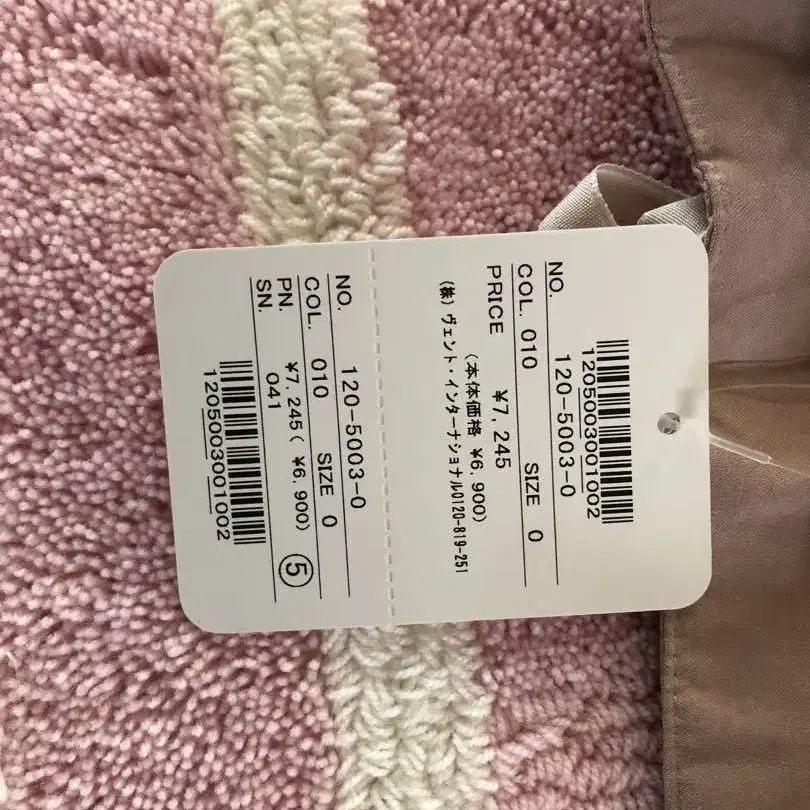 1205003001002
NO. 120-5003-0
COL. 010 SIZE 0
PRICE ¥7,245
(本体価格 ¥6,900)
(株)ヴェント・インターナショナル0120-819-251
NO. 120-5003-0
COL. 010 SIZE 0
PN. ¥7,245( ¥6,900)
SN. 041 ⑤
1205003001002